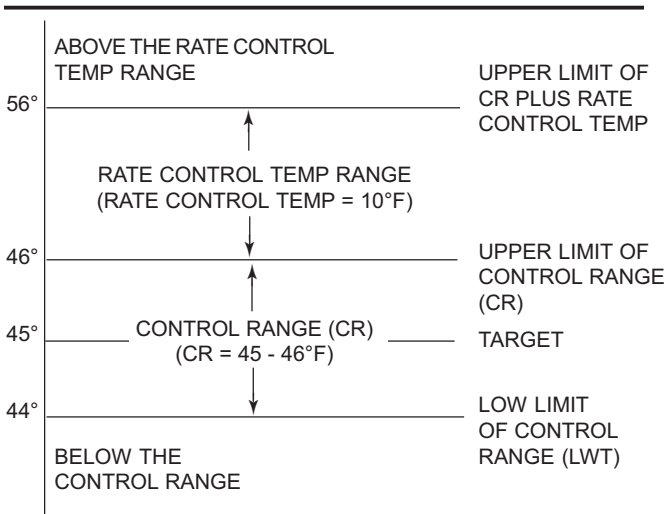 ABOVE THE RATE CONTROL
TEMP RANGE
UPPER LIMIT OF
CR PLUS RATE
CONTROL TEMP
56°
RATE CONTROL TEMP RANGE
(RATE CONTROL TEMP = 10°F)
46°
UPPER LIMIT OF
CONTROL RANGE
(CR)
45°
CONTROL RANGE (CR)
(CR = 45 - 46°F)
TARGET
44°
LOW LIMIT
OF CONTROL
RANGE (LWT)
BELOW THE
CONTROL RANGE